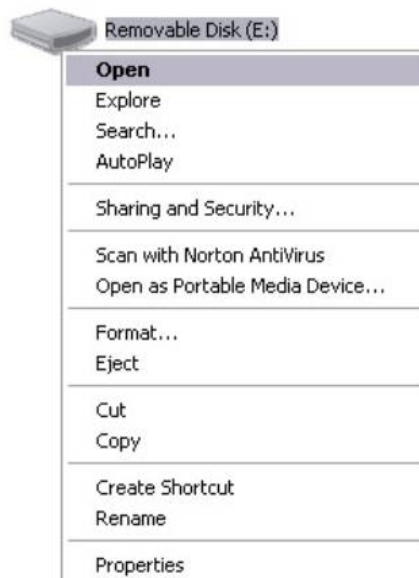 Removable Disk (E:)
Open
Explore
Search...
AutoPlay
Sharing and Security...
Scan with Norton AntiVirus
Open as Portable Media Device...
Format...
Eject
Cut
Copy
Create Shortcut
Rename
Properties